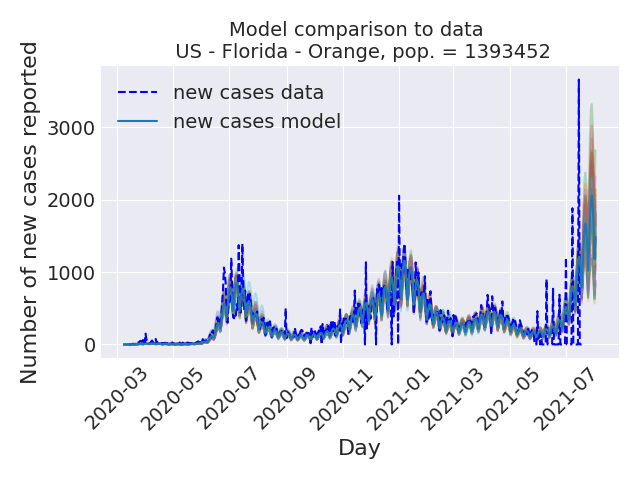 Model comparison to data
US - Florida - Orange, pop. = 1393452
Number of new cases reported
new cases data
new cases model
3000
2000
1000
0
2020-03
2020-05
2020-07
2020-09
2020-11
2021-01
2021-03
2021-05
2021-07
Day